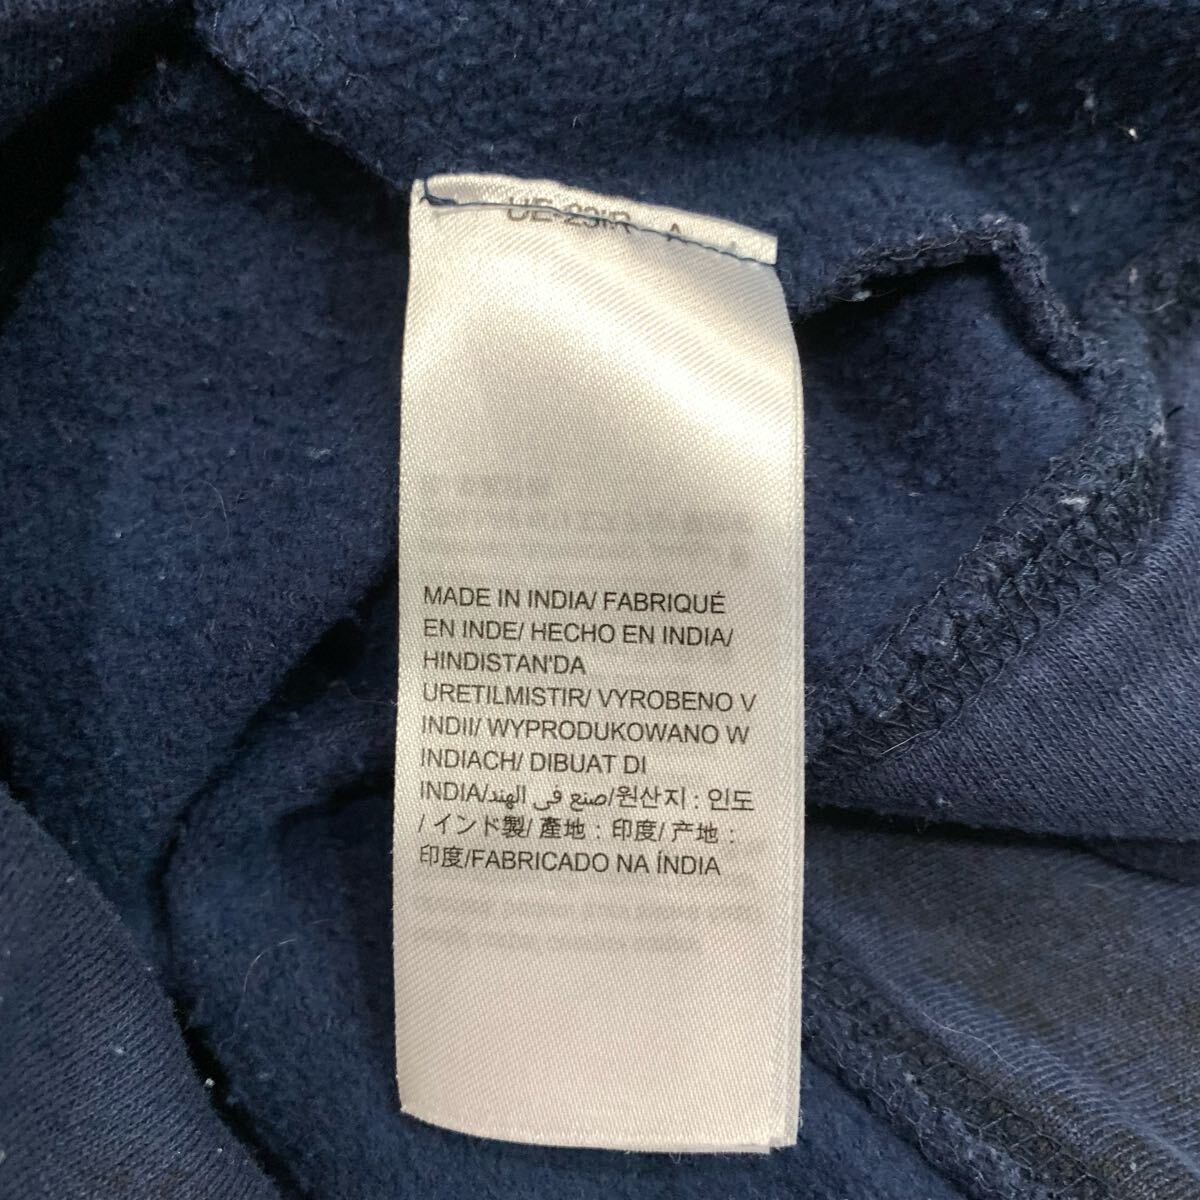 MADE IN INDIA/ FABRIQUÉ
EN INDE/ HECHO EN INDIA/
HINDISTAN'DA
URETILMISTIR/ VYROBENO V
INDII/ WYPRODUKOWANO W
INDIACH/ DIBUAT DI
INDIA/صنع في الهند/원산지 : 인도
/ インド製/ 產地 : 印度/ 产地 :
印度/FABRICADO NA ÍNDIA